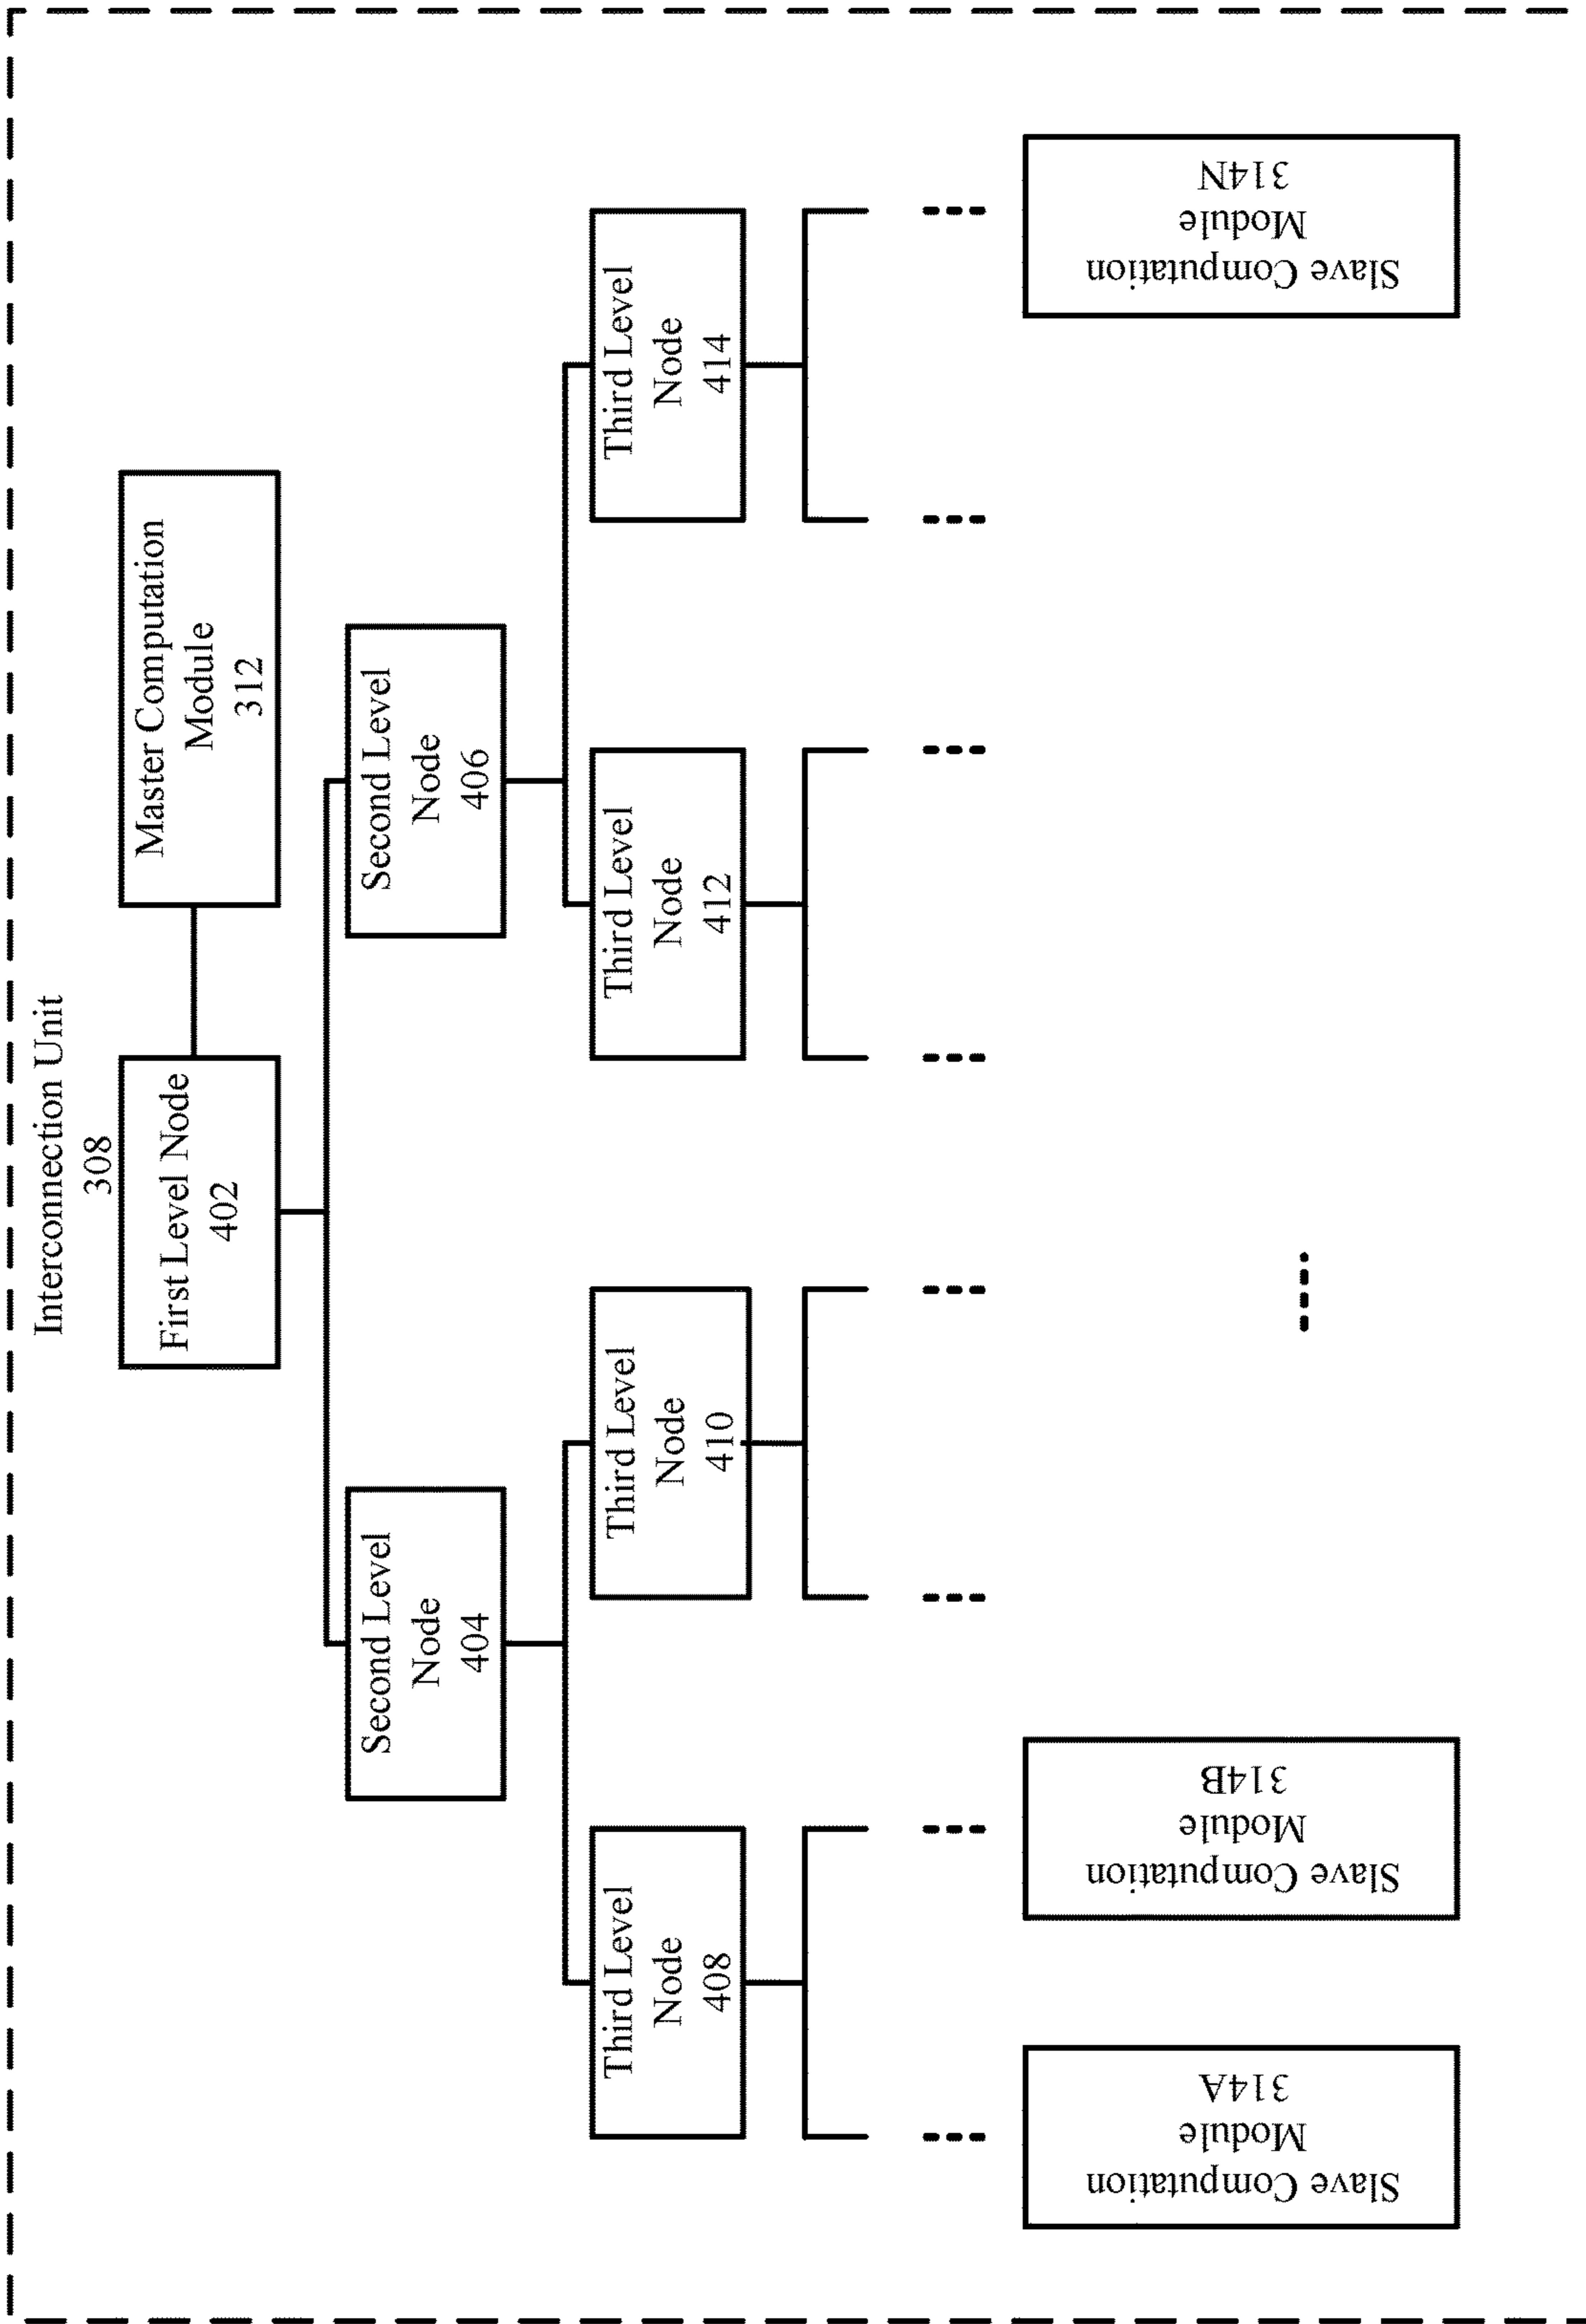 Interconnection Unit
308
First Level Node
402
Master Computation
Module
312
Second Level
Node
404
Second Level
Node
406
Third Level
Node
408
Third Level
Node
410
Third Level
Node
412
Third Level
Node
414
Slave Computation
Module
314A
Slave Computation
Module
314B
Slave Computation
Module
314N